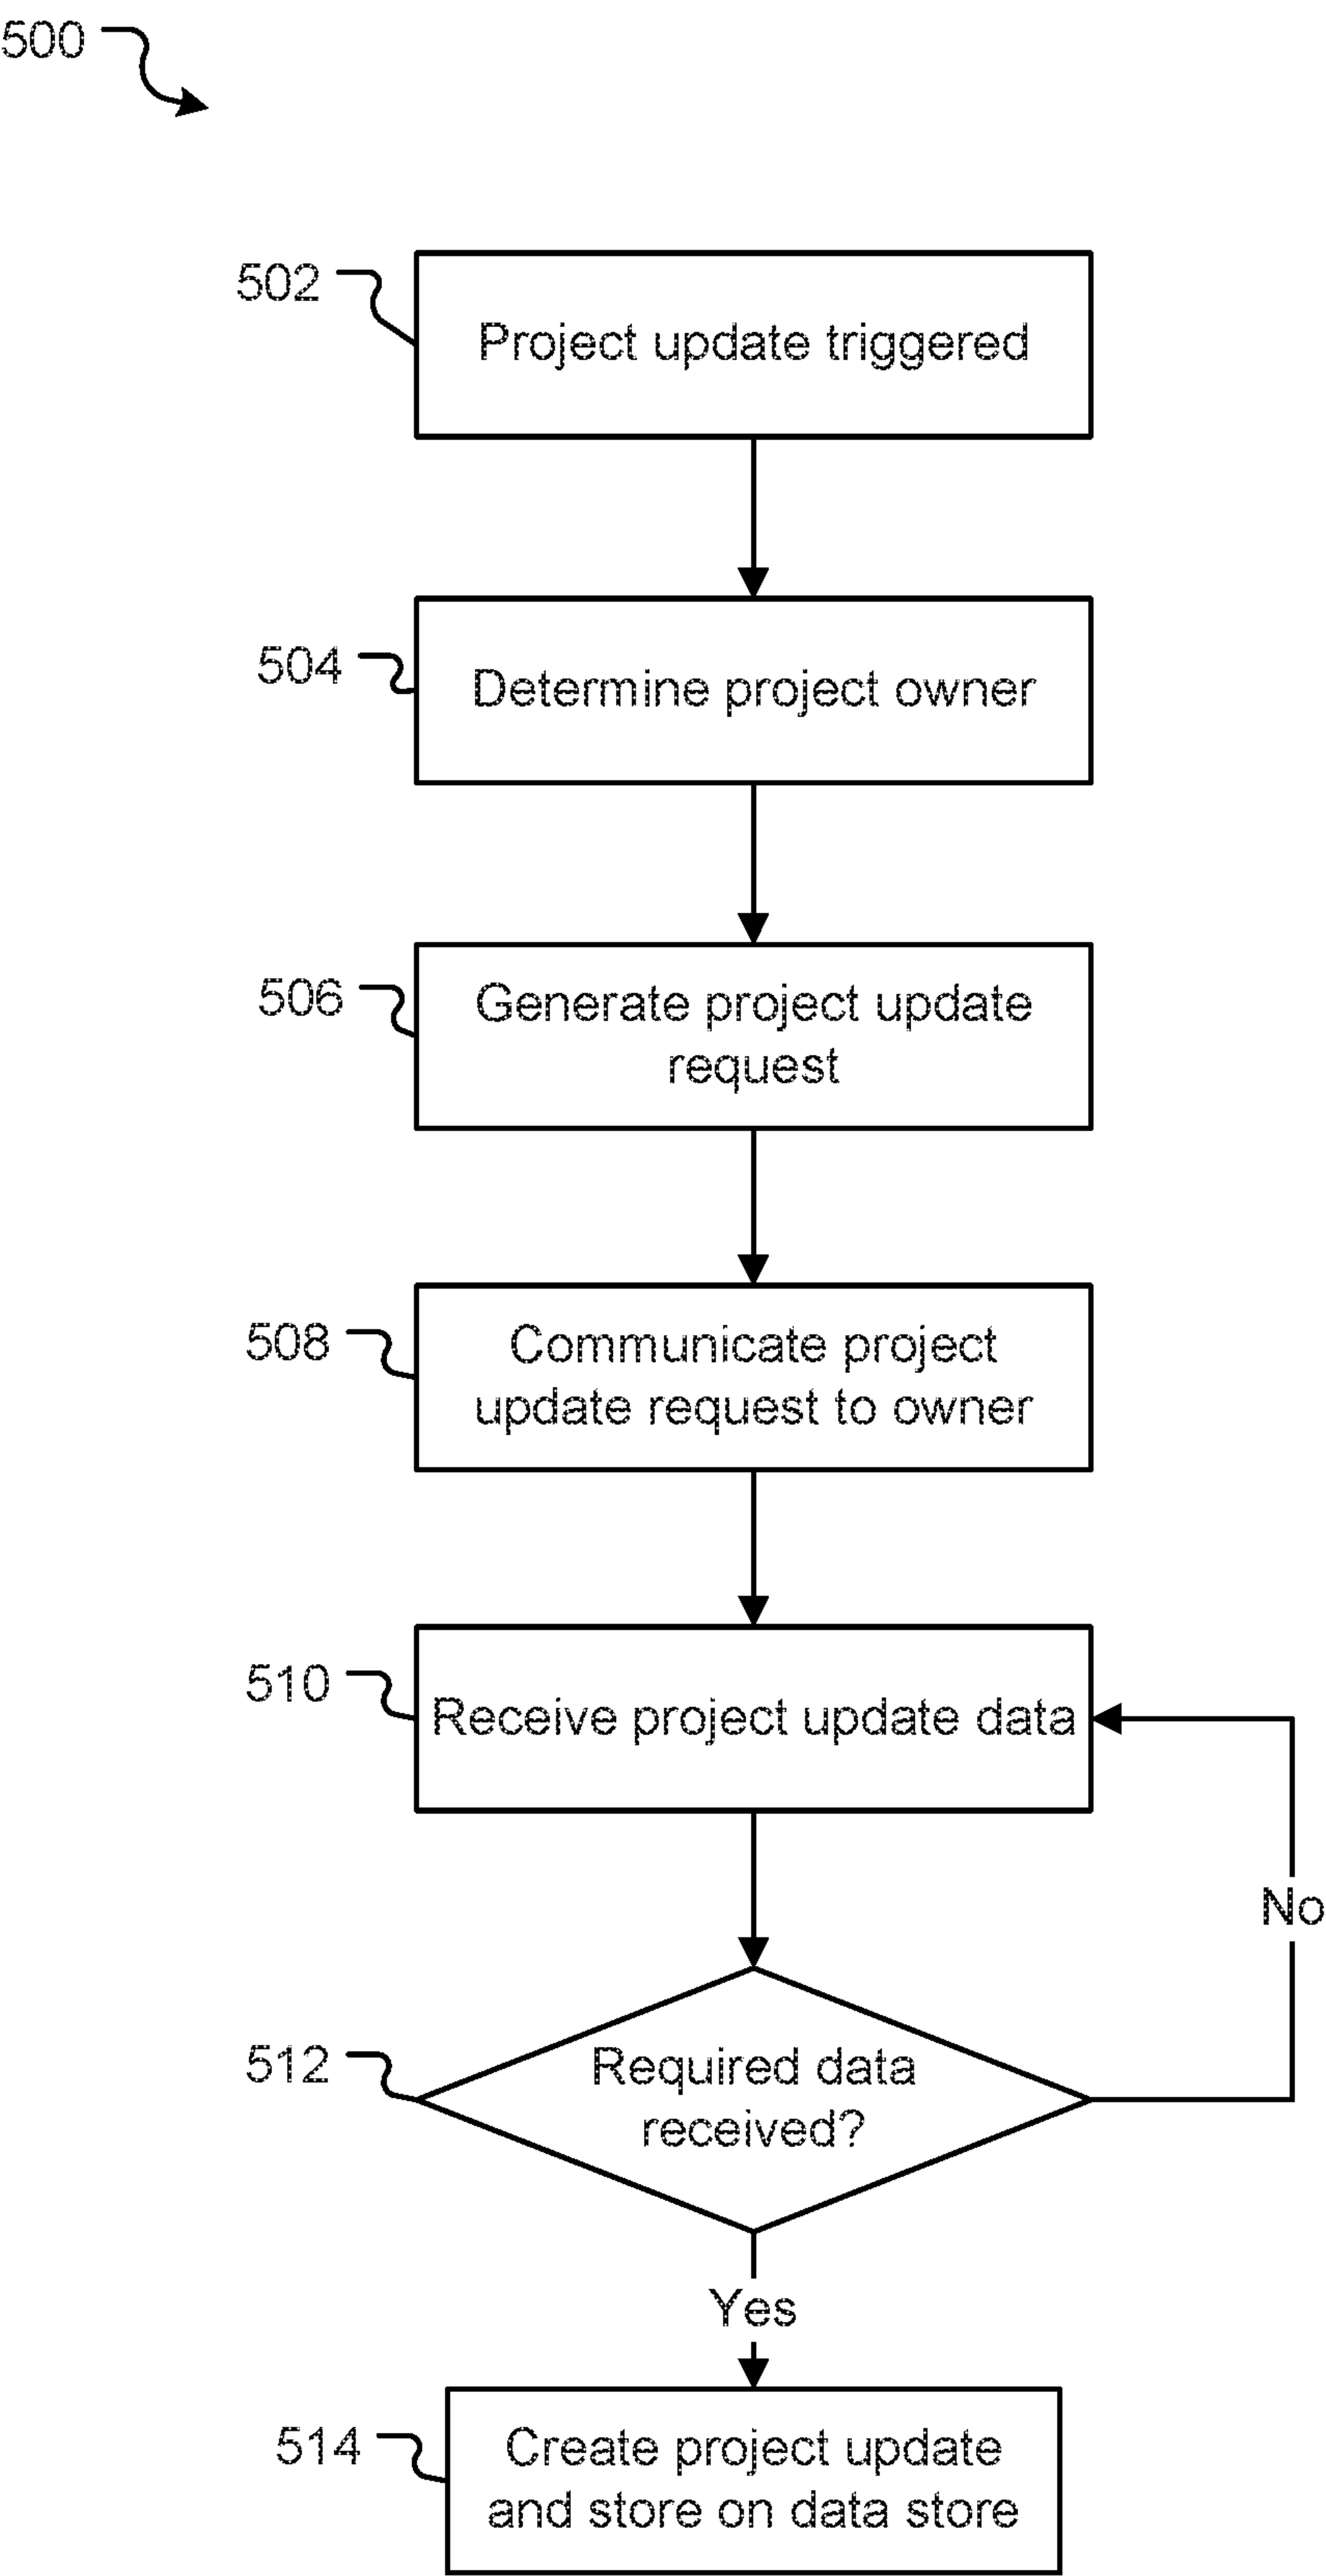 500
502
Project update triggered
504
Determine project owner
506
Generate project update
request
508
Communicate project
update request to owner
510
Receive project update data
No
512
Required data
received?
Yes
514
Create project update
and store on data store